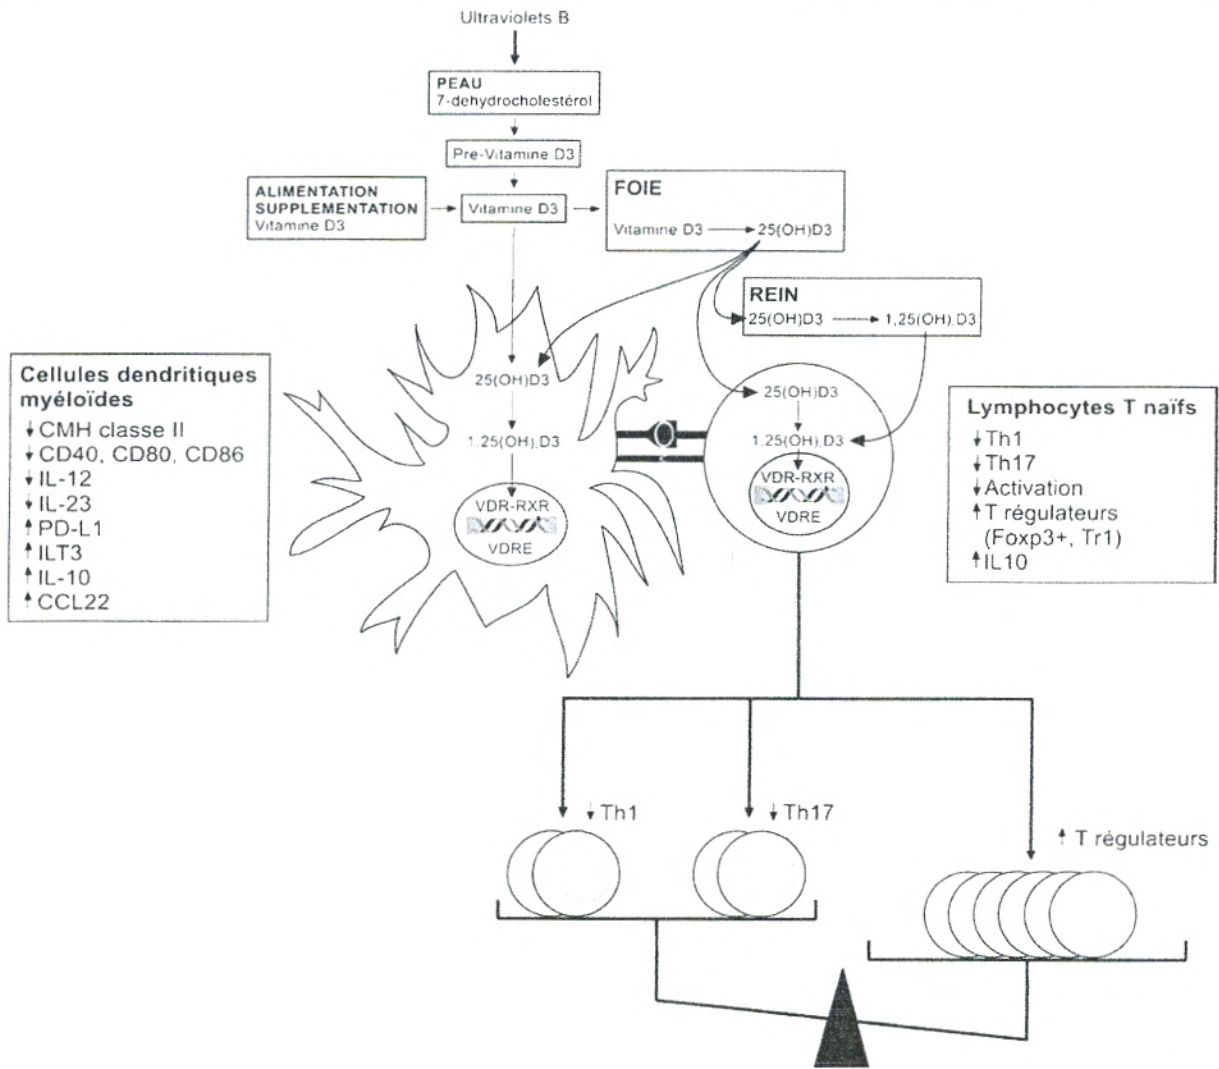 Ultraviolets B
PEAU
7-dehydrocholestérol
Pre-Vitamine D3
ALIMENTATION
SUPPLEMENTATION
Vitamine D3
Vitamine D3
FOIE
Vitamine D3
25(OH)D3
REIN
25(OH)D3
1,25(OH)₂D3
Cellules dendritiques
myéloïdes
↓ CMH classe II
↓ CD40, CD80, CD86
↓ IL-12
↓ IL-23
↑ PD-L1
↑ ILT3
↑ IL-10
↑ CCL22
25(OH)D3
1,25(OH)₂D3
VDR-RXR
VDRE
25(OH)D3
1,25(OH)₂D3
VDR-RXR
VDRE
Lymphocytes T naïfs
↓ Th1
↓ Th17
↓ Activation
↑ T régulateurs
(Foxp3+, Tr1)
↑ IL10
↓ Th1
↓ Th17
↑ T régulateurs